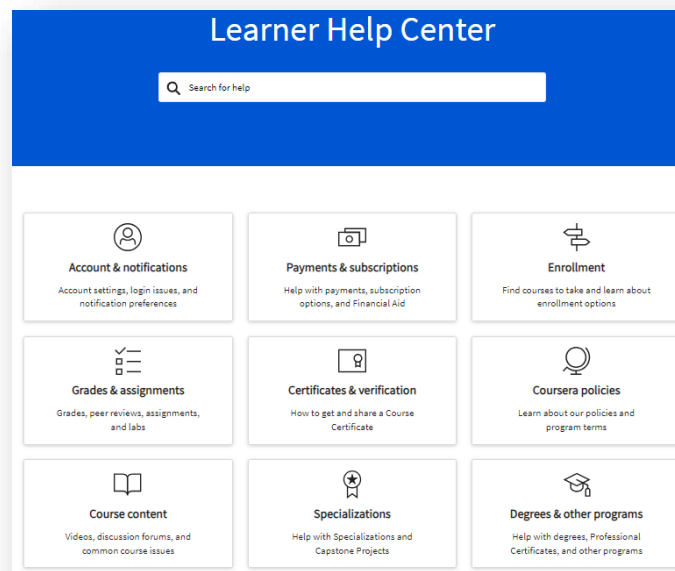 Learner Help Center
Search for help
Account & notifications
Account settings, login issues, and
notification preferences
Payments & subscriptions
Help with payments, subscription
options, and Financial Aid
Enrollment
Find courses to take and learn about
enrollment options
Grades & assignments
Grades, peer reviews, assignments,
and labs
Certificates & verification
How to get and share a Course
Certificate
Coursera policies
Learn about our policies and
program terms
Course content
Videos, discussion forums, and
common course issues
Specializations
Help with Specializations and
Capstone Projects
Degrees & other programs
Help with degrees, Professional
Certificates, and other programs